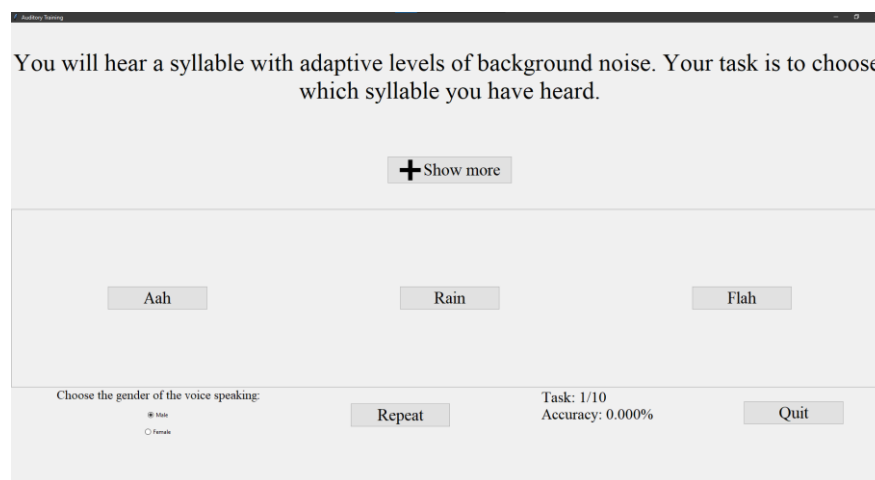 Auditory Training
You will hear a syllable with adaptive levels of background noise. Your task is to choose
which syllable you have heard.
Show more
Aah
Rain
Flah
Choose the gender of the voice speaking:
Male
Female
Repeat
Task: 1/10
Accuracy: 0.000%
Quit